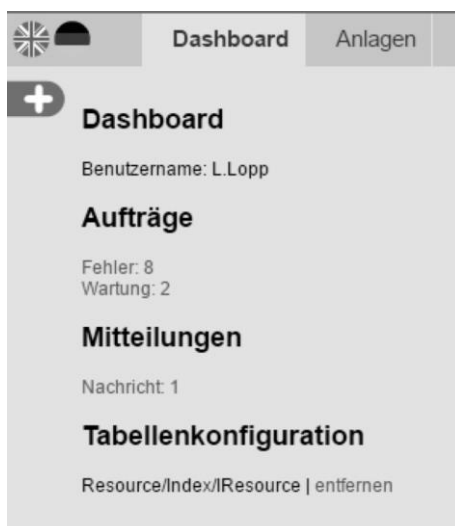 Dashboard Anlagen
Dashboard
Benutzername: L.Lopp
Aufträge
Fehler: 8
Wartung: 2
Mitteilungen
Nachricht: 1
Tabellenkonfiguration
Resource/Index/IResource | entfernen